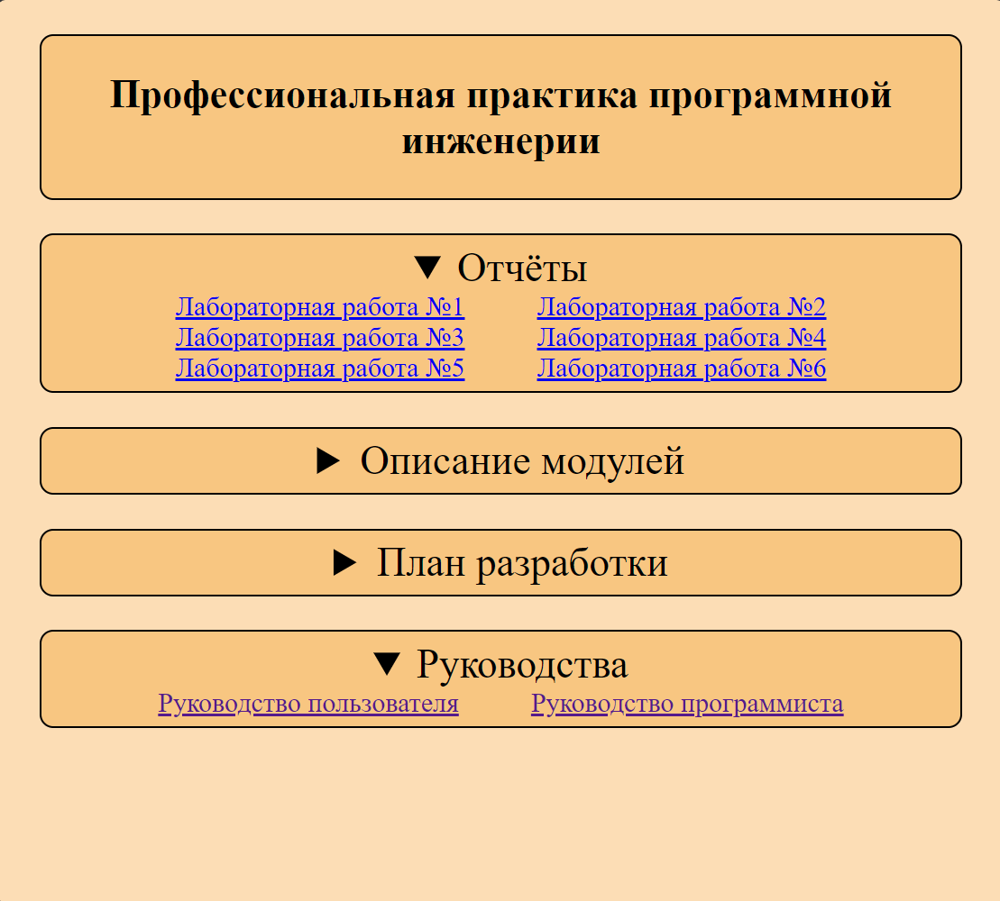 Профессиональная практика программной
инженерии
▼ Отчёты
Лабораторная работа №1 Лабораторная работа №2
Лабораторная работа №3 Лабораторная работа №4
Лабораторная работа №5 Лабораторная работа №6
▶ Описание модулей
▶ План разработки
▼ Руководства
Руководство пользователя Руководство программиста